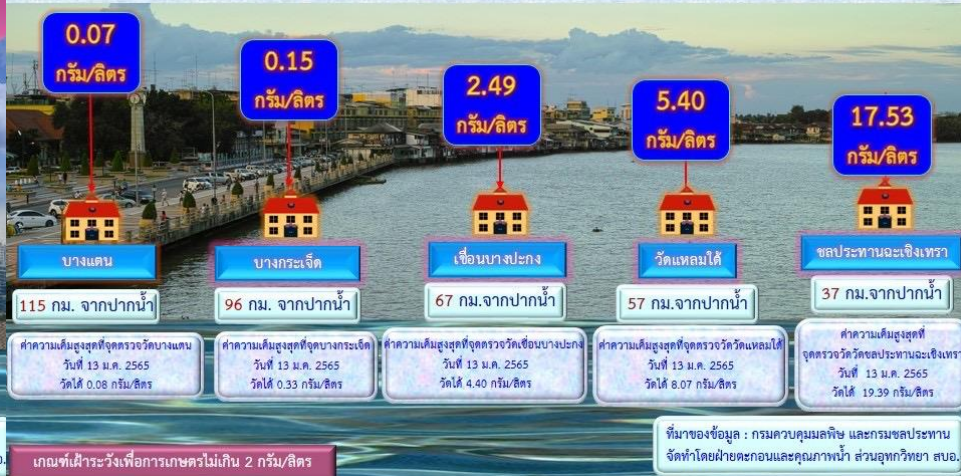 0.07
กรัม/ลิตร
0.15
กรัม/ลิตร
2.49
กรัม/ลิตร
5.40
กรัม/ลิตร
17.53
กรัม/ลิตร
บางแตน
บางกระเจ็ด
เขื่อนบางปะกง
วัดแหลมใต้
ชลประทานฉะเชิงเทรา
115 กม. จากปากน้ำ
96 กม. จากปากน้ำ
67 กม.จากปากน้ำ
57 กม. จากปากน้ำ
37 กม.จากปากน้ำ
ค่าความเค็มสูงสุดที่จุดตรวจวัดบางแตน
วันที่ 13 ม.ค. 2565
วัดได้ 0.08 กรัม/ลิตร
ค่าความเค็มสูงสุดที่จุดบางกระเจ็ด
วันที่ 13 ม.ค. 2565
วัดได้ 0.33 กรัม/ลิตร
ค่าความเค็มสูงสุดที่จุดตรวจวัดเขื่อนบางปะกง
วันที่ 13 ม.ค. 2565
วัดได้ 4.40 กรัม/ลิตร
ค่าความเค็มสูงสุดที่จุดตรวจวัดวัดแหลมใต้
วันที่ 13 ม.ค. 2565
วัดได้ 8.07 กรัม/ลิตร
ค่าความเค็มสูงสุดที่
จุดตรวจวัดวัดชลประทานฉะเชิงเทรา
วันที่ 13 ม.ค. 2565
วัดได้ 19.39 กรัม/ลิตร
เกณฑ์เฝ้าระวังเพื่อการเกษตรไม่เกิน 2 กรัม/ลิตร
ที่มาของข้อมูล : กรมควบคุมมลพิษ และกรมชลประทาน
จัดทำโดยฝ่ายตะกอนและคุณภาพน้ำ ส่วนอุทกวิทยา สบอ.